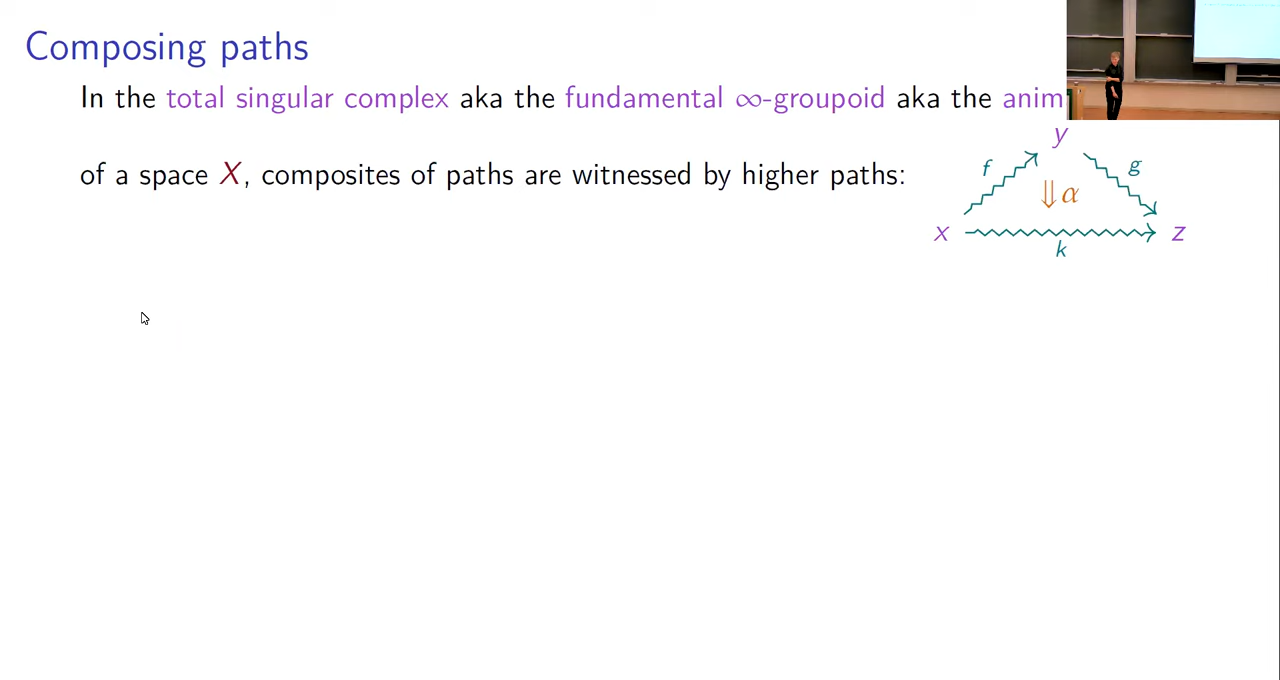 Composing paths
In the total singular complex aka the fundamental ∞-groupoid aka the
of a space X, composites of paths are witnessed by higher paths:
y
f
g
⇓α
x
z
k